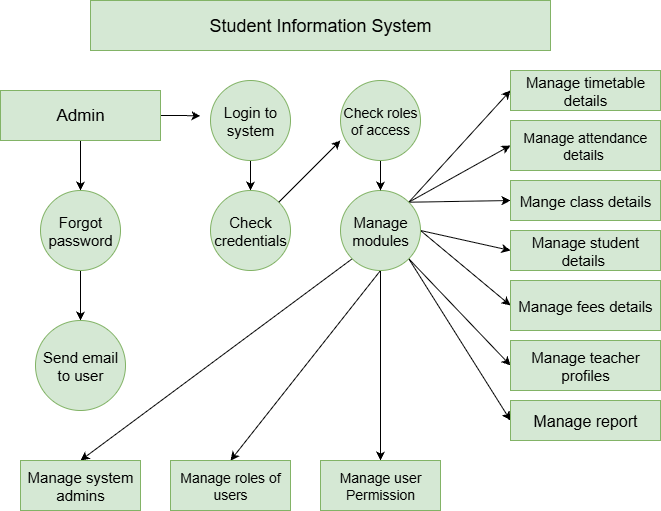 Student Information System
Admin
Login to
system
Check roles
of access
Manage timetable
details
Manage attendance
details
Mange class details
Forgot
password
Check
credentials
Manage
modules
Manage student
details
Manage fees details
Send email
to user
Manage teacher
profiles
Manage report
Manage system
admins
Manage roles of
users
Manage user
Permission